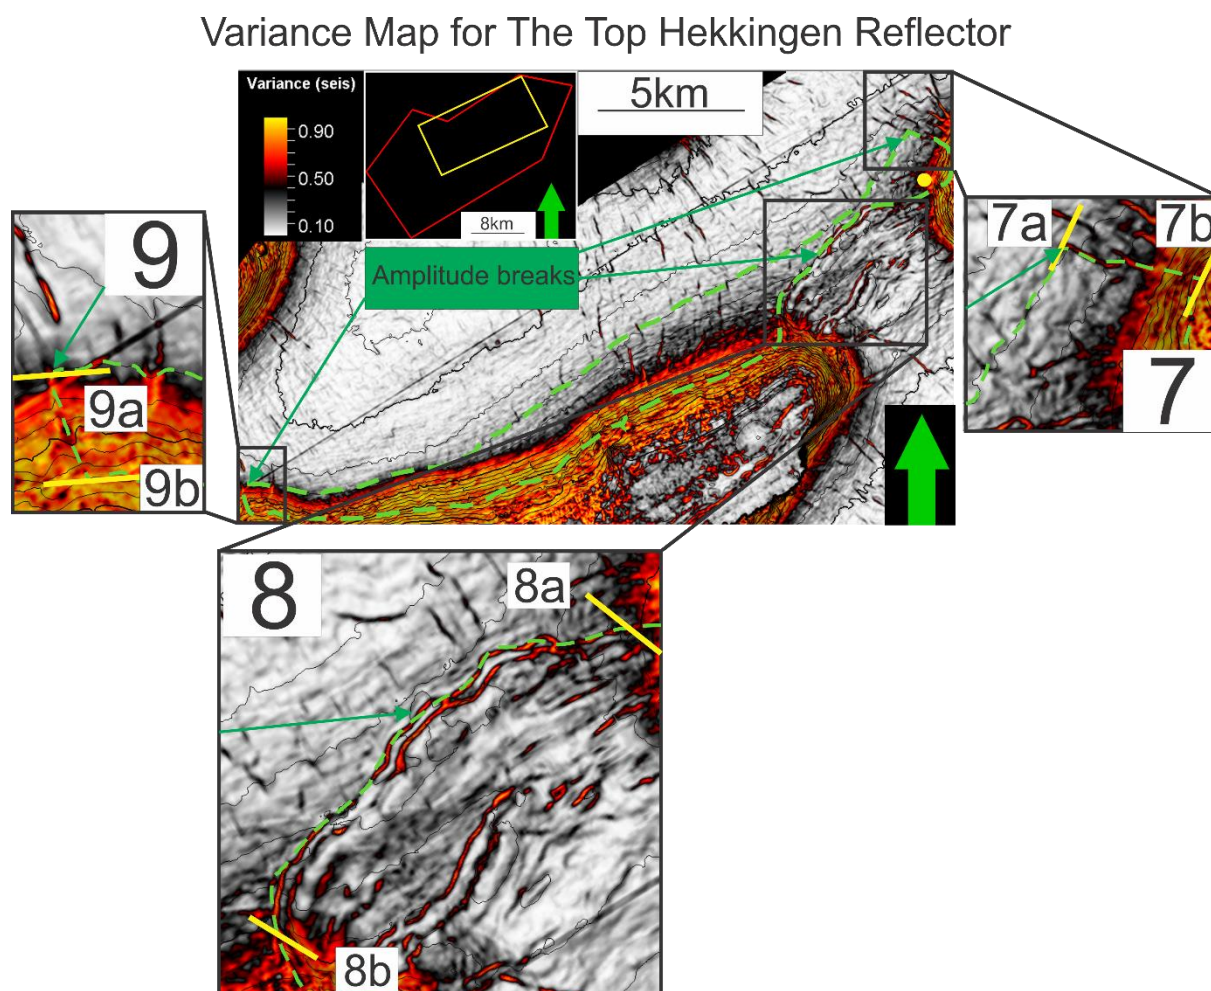 Variance Map for The Top Hekkingen Reflector
Variance (seis)
0.90
0.50
0.10
8km
5km
Amplitude breaks
9
9a
9b
7a
7b
7
8
8a
8b